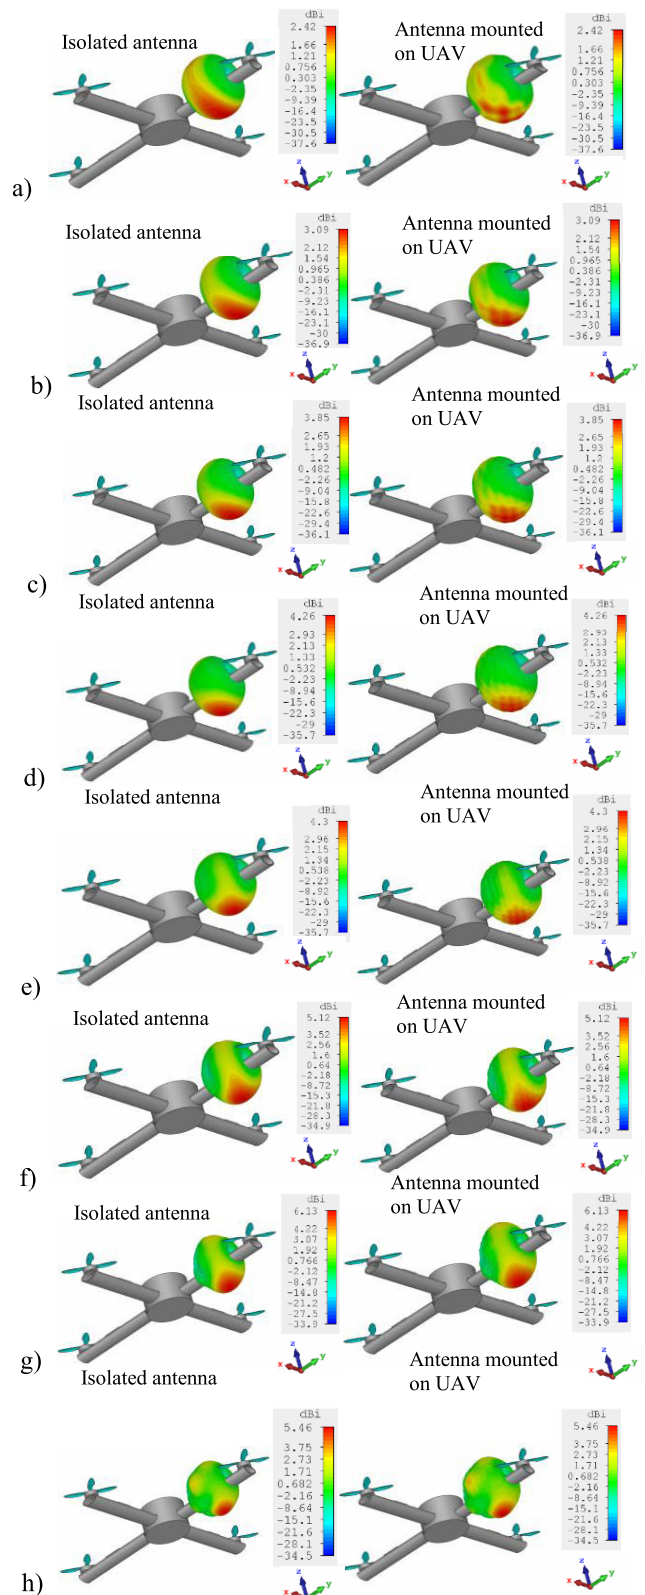 Isolated antenna
dBi
2.42
1.66
1.21
0.756
0.303
-2.35
-9.39
-16.4
-23.5
-30.5
-37.6
z
x
y
Antenna mounted
on UAV
dBi
2.42
1.66
1.21
0.756
0.303
-2.35
-9.39
-16.4
-23.5
-30.5
-37.6
z
x
y
a)
Isolated antenna
dBi
3.09
2.12
1.54
0.965
0.386
-2.31
-9.23
-16.1
-23.1
-30
-36.9
z
x
y
Antenna mounted
on UAV
dBi
3.09
2.12
1.54
0.965
0.386
-2.31
-9.23
-16.1
-23.1
-30
-36.9
z
x
y
b)
Isolated antenna
dBi
3.85
2.65
1.93
1.2
0.482
-2.26
-9.04
-15.8
-22.6
-29.4
-36.1
z
x
y
Antenna mounted
on UAV
dBi
3.85
2.65
1.93
1.2
0.482
-2.26
-9.04
-15.8
-22.6
-29.4
-36.1
z
x
y
c)
Isolated antenna
dBi
4.26
2.93
2.13
1.33
0.532
-2.23
-8.94
-15.6
-22.3
-29
-35.7
z
x
y
Antenna mounted
on UAV
dBi
4.26
2.93
2.13
1.33
0.532
-2.23
-8.94
-15.6
-22.3
-29
-35.7
z
x
y
d)
Isolated antenna
dBi
4.3
2.96
2.15
1.34
0.538
-2.23
-8.92
-15.6
-22.3
-29
-35.7
z
x
y
Antenna mounted
on UAV
dBi
4.3
2.96
2.15
1.34
0.538
-2.23
-8.92
-15.6
-22.3
-29
-35.7
z
x
y
e)
Isolated antenna
dBi
5.12
3.52
2.56
1.6
0.64
-2.18
-8.72
-15.3
-21.8
-28.3
-34.9
z
x
y
Antenna mounted
on UAV
dBi
5.12
3.52
2.56
1.6
0.64
-2.18
-8.72
-15.3
-21.8
-28.3
-34.9
z
x
y
f)
Isolated antenna
dBi
6.13
4.22
3.07
1.92
0.766
-2.12
-8.47
-14.8
-21.2
-27.5
-33.9
z
x
y
Antenna mounted
on UAV
dBi
6.13
4.22
3.07
1.92
0.766
-2.12
-8.47
-14.8
-21.2
-27.5
-33.9
z
x
y
g)
Isolated antenna
dBi
5.46
3.75
2.73
1.71
0.682
-2.16
-8.64
-15.1
-21.6
-28.1
-34.5
z
x
y
Antenna mounted
on UAV
dBi
5.46
3.75
2.73
1.71
0.682
-2.16
-8.64
-15.1
-21.6
-28.1
-34.5
z
x
y
h)